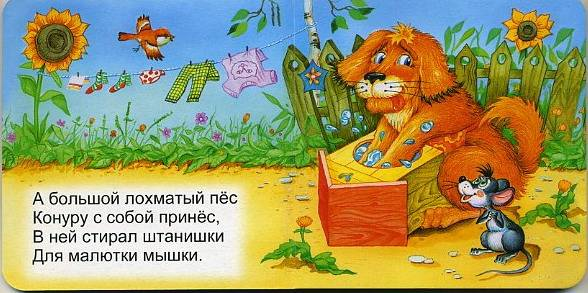 А большой лохматый пёс
Конуру с собой принёс,
В ней стирал штанишки
Для малютки мышки.